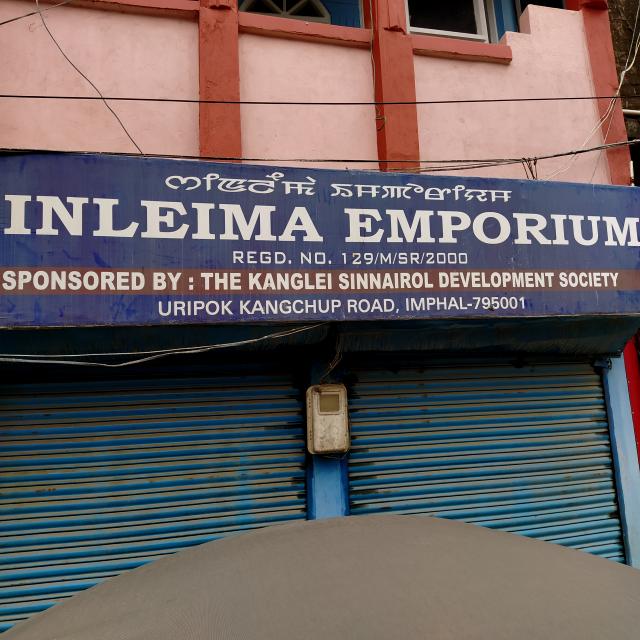 INLEIMA EMPORIUM
REGD. NO. 129/M/SR/2000
SPONSORED BY : THE KANGLEI SINNAIROL DEVELOPMENT SOCIETY
URIPOK KANGCHUP ROAD, IMPHAL-795001